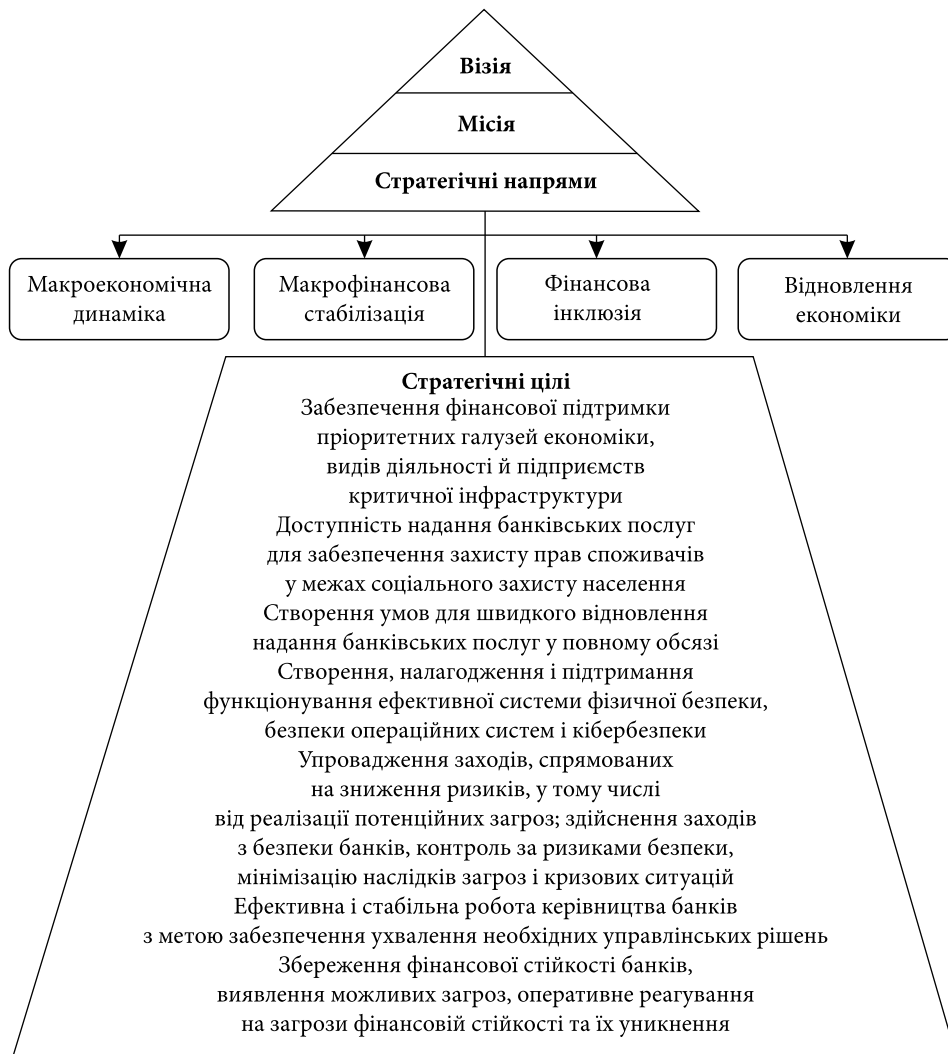 Візія
Місія
Стратегічні напрями
Макроекономічна
динаміка
Макрофінансова
стабілізація
Фінансова
інклюзія
Відновлення
економіки
Стратегічні цілі
Забезпечення фінансової підтримки
пріоритетних галузей економіки,
видів діяльності й підприємств
критичної інфраструктури
Доступність надання банківських послуг
для забезпечення захисту прав споживачів
у межах соціального захисту населення
Створення умов для швидкого відновлення
надання банківських послуг у повному обсязі
Створення, налагодження і підтримання
функціонування ефективної системи фізичної безпеки,
безпеки операційних систем і кібербезпеки
Упровадження заходів, спрямованих
на зниження ризиків, у тому числі
від реалізації потенційних загроз; здійснення заходів
з безпеки банків, контроль за ризиками безпеки,
мінімізацію наслідків загроз і кризових ситуацій
Ефективна і стабільна робота керівництва банків
з метою забезпечення ухвалення необхідних управлінських рішень
Збереження фінансової стійкості банків,
виявлення можливих загроз, оперативне реагування
на загрози фінансовій стійкості та їх уникнення